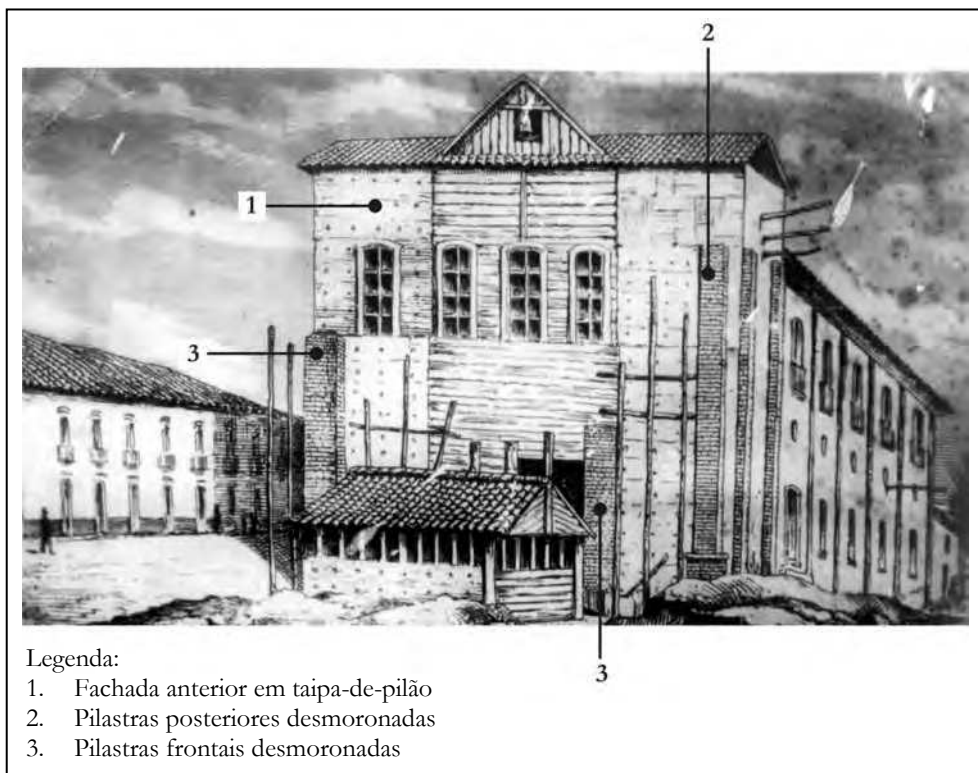 2
1
3
3
Legenda:
1. Fachada anterior em taipa-de-pilão
2. Pilastras posteriores desmoronadas
3. Pilastras frontais desmoronadas